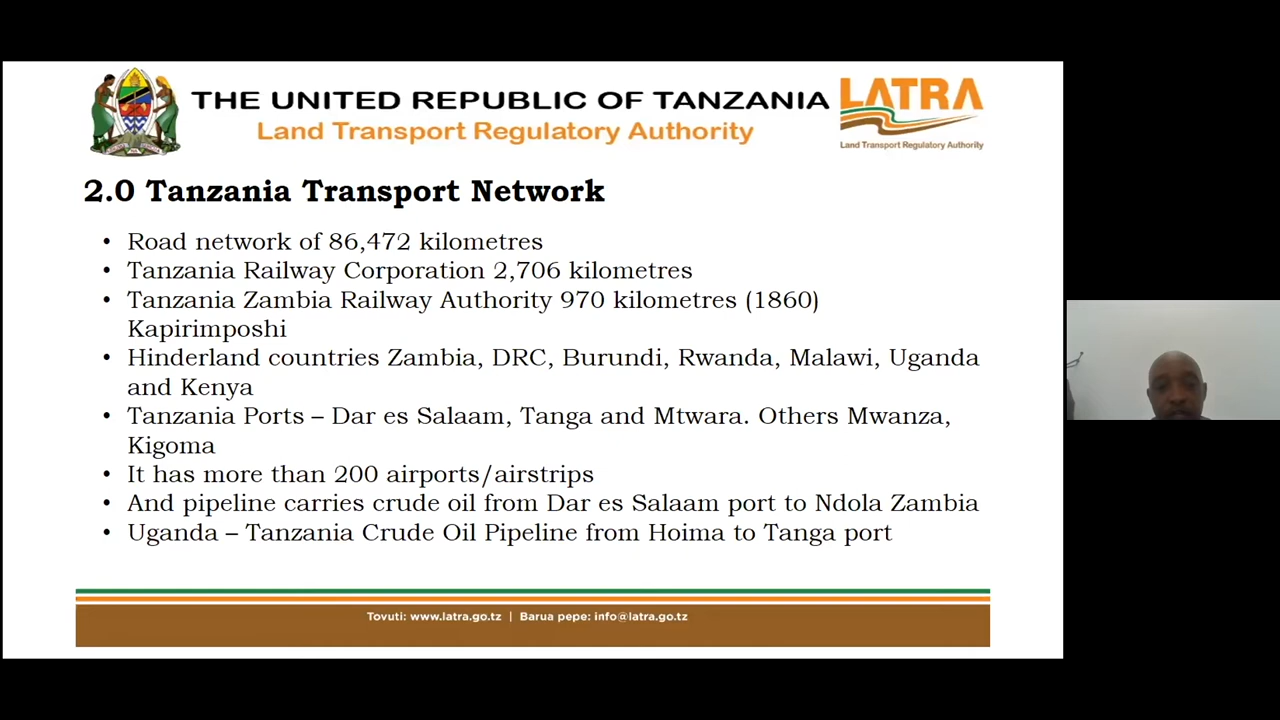 THE UNITED REPUBLIC OF TANZANIA
Land Transport Regulatory Authority
LATRA
Land Transport Regulatory Authority
2.0 Tanzania Transport Network
• Road network of 86,472 kilometres
• Tanzania Railway Corporation 2,706 kilometres
• Tanzania Zambia Railway Authority 970 kilometres (1860)
Kapirimposhi
• Hinderland countries Zambia, DRC, Burundi, Rwanda, Malawi, Uganda
and Kenya
• Tanzania Ports – Dar es Salaam, Tanga and Mtwara. Others Mwanza,
Kigoma
• It has more than 200 airports/airstrips
• And pipeline carries crude oil from Dar es Salaam port to Ndola Zambia
• Uganda – Tanzania Crude Oil Pipeline from Hoima to Tanga port
Tovuti: www.latra.go.tz | Barua pepe: info@latra.go.tz